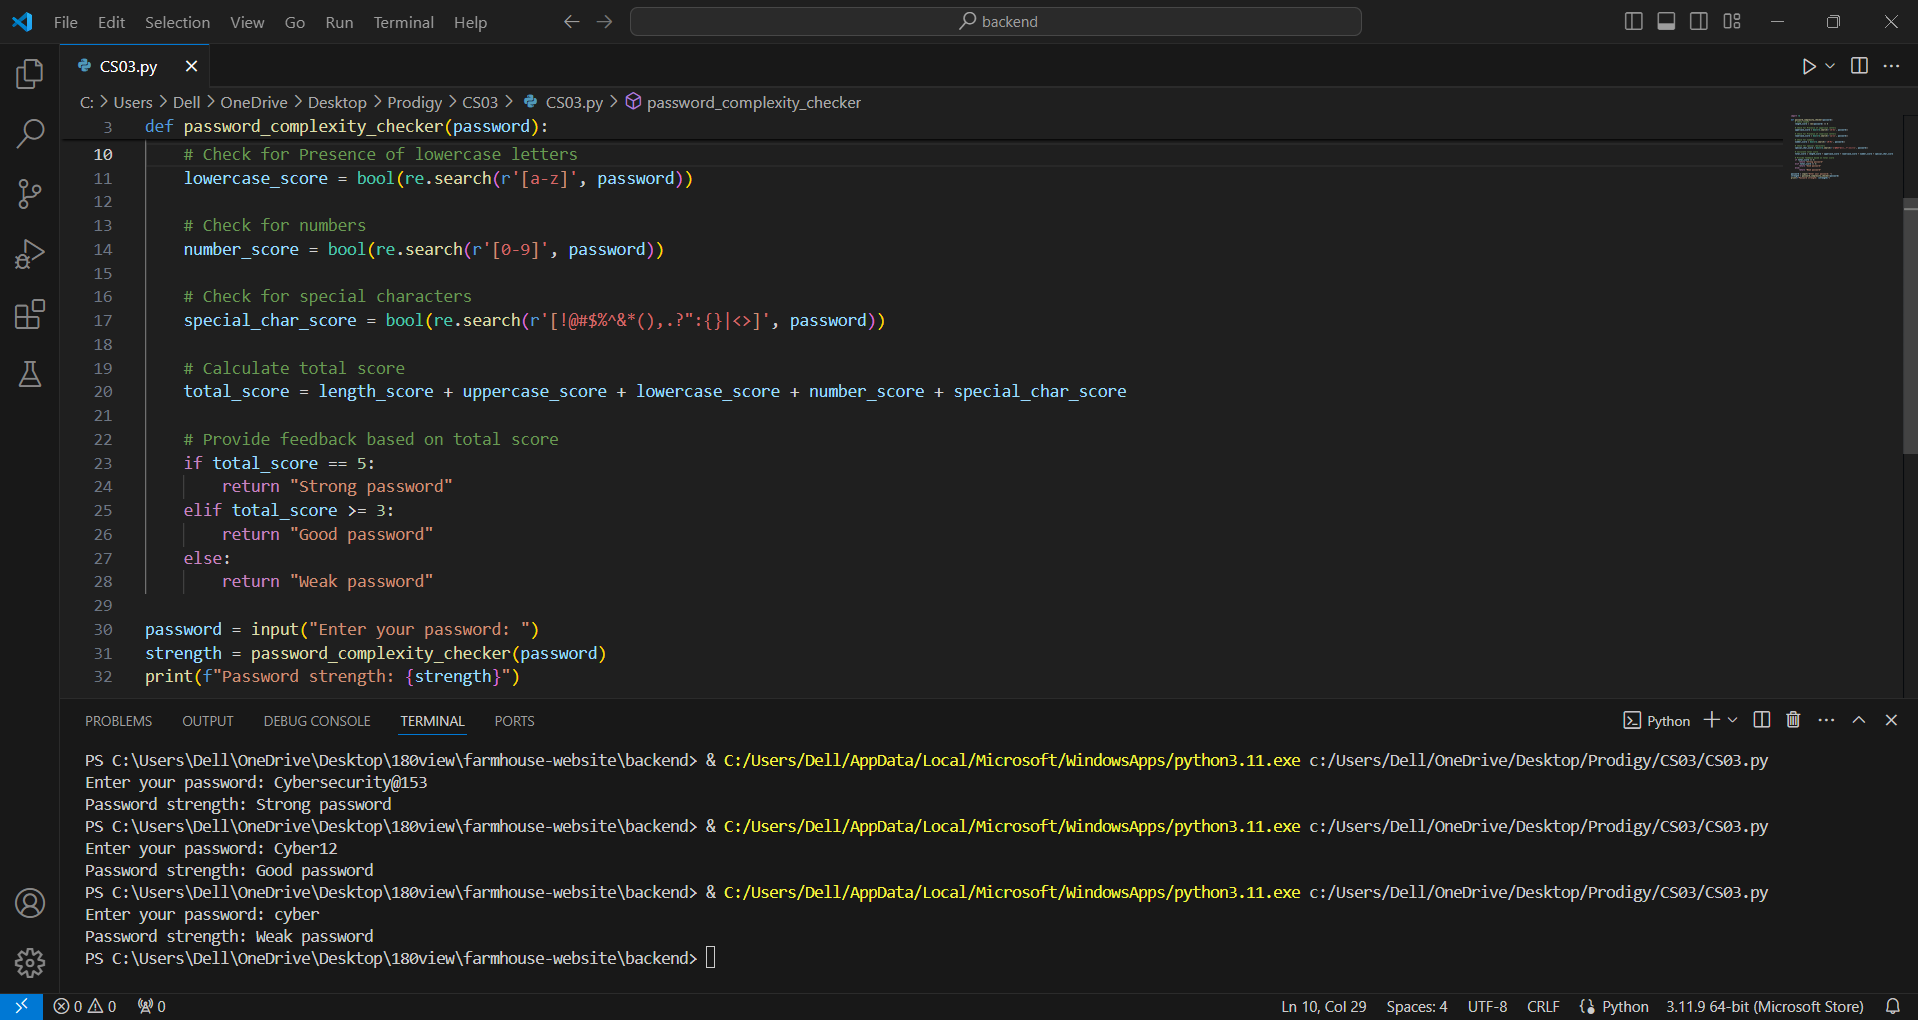 File Edit Selection View Go Run Terminal Help
backend
CS03.py
C: > Users > Dell > OneDrive > Desktop > Prodigy > CS03 > CS03.py > password_complexity_checker
3 def password_complexity_checker(password):
10 # Check for Presence of lowercase letters
11 lowercase_score = bool(re.search(r'[a-z]', password))
12
13 # Check for numbers
14 number_score = bool(re.search(r'[0-9]', password))
15
16 # Check for special characters
17 special_char_score = bool(re.search(r'[!@#$%^&*(),.?":{}|<>]', password))
18
19 # Calculate total score
20 total_score = length_score + uppercase_score + lowercase_score + number_score + special_char_score
21
22 # Provide feedback based on total score
23 if total_score == 5:
24 return "Strong password"
25 elif total_score >= 3:
26 return "Good password"
27 else:
28 return "Weak password"
29
30 password = input("Enter your password: ")
31 strength = password_complexity_checker(password)
32 print(f"Password strength: {strength}")
PROBLEMS OUTPUT DEBUG CONSOLE TERMINAL PORTS
Python
PS C:\Users\Dell\OneDrive\Desktop\180view\farmhouse-website\backend> & C:/Users/Dell/AppData/Local/Microsoft/WindowsApps/python3.11.exe c:/Users/Dell/OneDrive/Desktop/Prodigy/CS03/CS03.py
Enter your password: Cybersecurity@153
Password strength: Strong password
PS C:\Users\Dell\OneDrive\Desktop\180view\farmhouse-website\backend> & C:/Users/Dell/AppData/Local/Microsoft/WindowsApps/python3.11.exe c:/Users/Dell/OneDrive/Desktop/Prodigy/CS03/CS03.py
Enter your password: Cyber12
Password strength: Good password
PS C:\Users\Dell\OneDrive\Desktop\180view\farmhouse-website\backend> & C:/Users/Dell/AppData/Local/Microsoft/WindowsApps/python3.11.exe c:/Users/Dell/OneDrive/Desktop/Prodigy/CS03/CS03.py
Enter your password: cyber
Password strength: Weak password
PS C:\Users\Dell\OneDrive\Desktop\180view\farmhouse-website\backend>
0 0 0 Ln 10, Col 29 Spaces: 4 UTF-8 CRLF Python 3.11.9 64-bit (Microsoft Store)